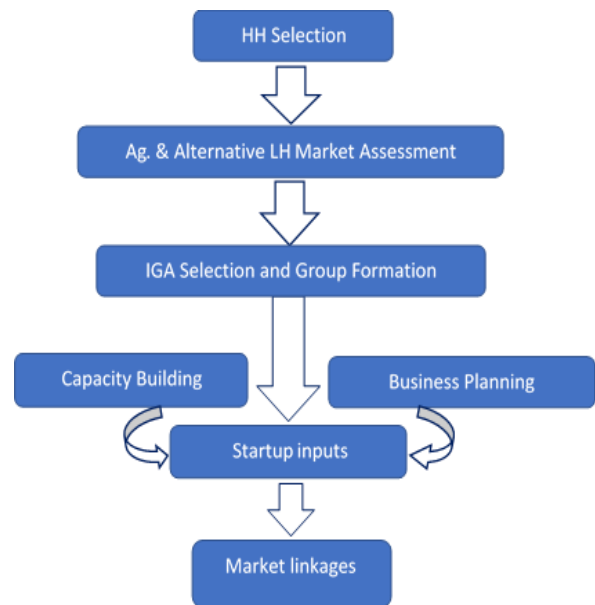 HH Selection
Ag. & Alternative LH Market Assessment
IGA Selection and Group Formation
Capacity Building
Business Planning
Startup inputs
Market linkages